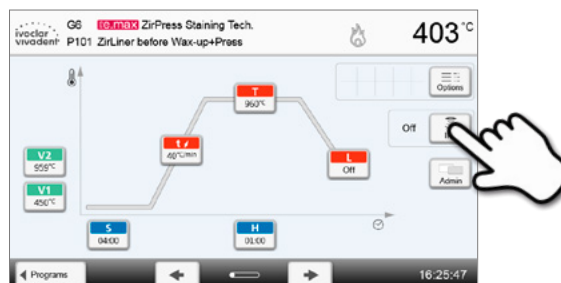 ivoclar
vivadent
G6 IPS e.max ZirPress Staining Tech.
P101 ZirLiner before Wax-up+Press
403°C
Options
T
960°C
Off
t
40°C/min
V2
959°C
L
Off
Admin
V1
450°C
S
04:00
H
01:00
Programs
16:25:47